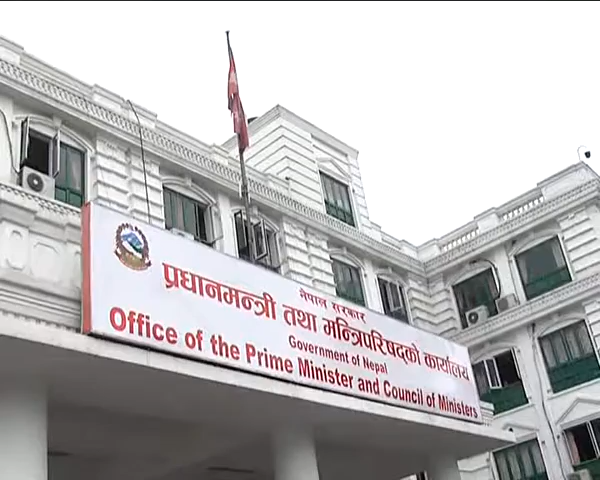 नेपाल सरकार
प्रधानमन्त्री तथा मन्त्रिपरिषद्को कार्यालय
Government of Nepal
Office of the Prime Minister and Council of Ministers